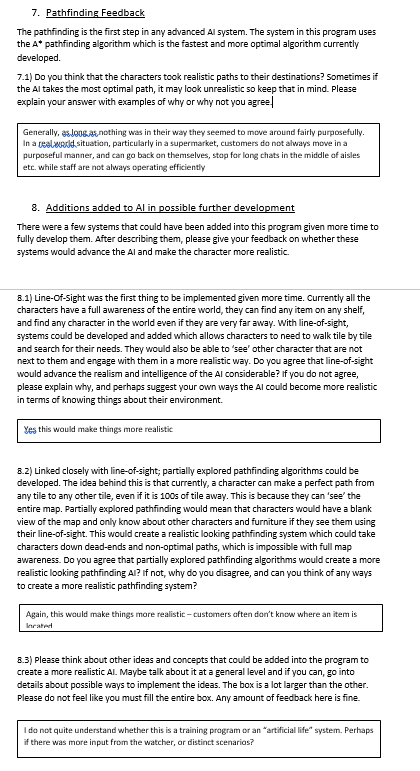 7. Pathfinding Feedback
The pathfinding is the first step in any advanced AI system. The system in this program uses
the A* pathfinding algorithm which is the fastest and more optimal algorithm currently
developed.
7.1) Do you think that the characters took realistic paths to their destinations? Sometimes if
the AI takes the most optimal path, it may look unrealistic so keep that in mind. Please
explain your answer with examples of why or why not you agree.
Generally, as long as nothing was in their way they seemed to move around fairly purposefully.
In a real world situation, particularly in a supermarket, customers do not always move in a
purposeful manner, and can go back on themselves, stop for long chats in the middle of aisles
etc. while staff are not always operating efficiently
8. Additions added to AI in possible further development
There were a few systems that could have been added into this program given more time to
fully develop them. After describing them, please give your feedback on whether these
systems would advance the AI and make the character more realistic.
8.1) Line-Of-Sight was the first thing to be implemented given more time. Currently all the
characters have a full awareness of the entire world, they can find any item on any shelf,
and find any character in the world even if they are very far away. With line-of-sight,
systems could be developed and added which allows characters to need to walk tile by tile
and search for their needs. They would also be able to 'see' other character that are not
next to them and engage with them in a more realistic way. Do you agree that line-of-sight
would advance the realism and intelligence of the AI considerable? If you do not agree,
please explain why, and perhaps suggest your own ways the AI could become more realistic
in terms of knowing things about their environment.
Yes this would make things more realistic
8.2) Linked closely with line-of-sight; partially explored pathfinding algorithms could be
developed. The idea behind this is that currently, a character can make a perfect path from
any tile to any other tile, even if it is 100s of tile away. This is because they can 'see' the
entire map. Partially explored pathfinding would mean that characters would have a blank
view of the map and only know about other characters and furniture if they see them using
their line-of-sight. This would create a realistic looking pathfinding system which could take
characters down dead-ends and non-optimal paths, which is impossible with full map
awareness. Do you agree that partially explored pathfinding algorithms would create a more
realistic looking pathfinding AI? If not, why do you disagree, and can you think of any ways
to create a more realistic pathfinding system?
Again, this would make things more realistic – customers often don't know where an item is
located
8.3) Please think about other ideas and concepts that could be added into the program to
create a more realistic AI. Maybe talk about it at a general level and if you can, go into
details about possible ways to implement the ideas. The box is a lot larger than the other.
Please do not feel like you must fill the entire box. Any amount of feedback here is fine.
I do not quite understand whether this is a training program or an "artificial life" system. Perhaps
if there was more input from the watcher, or distinct scenarios?